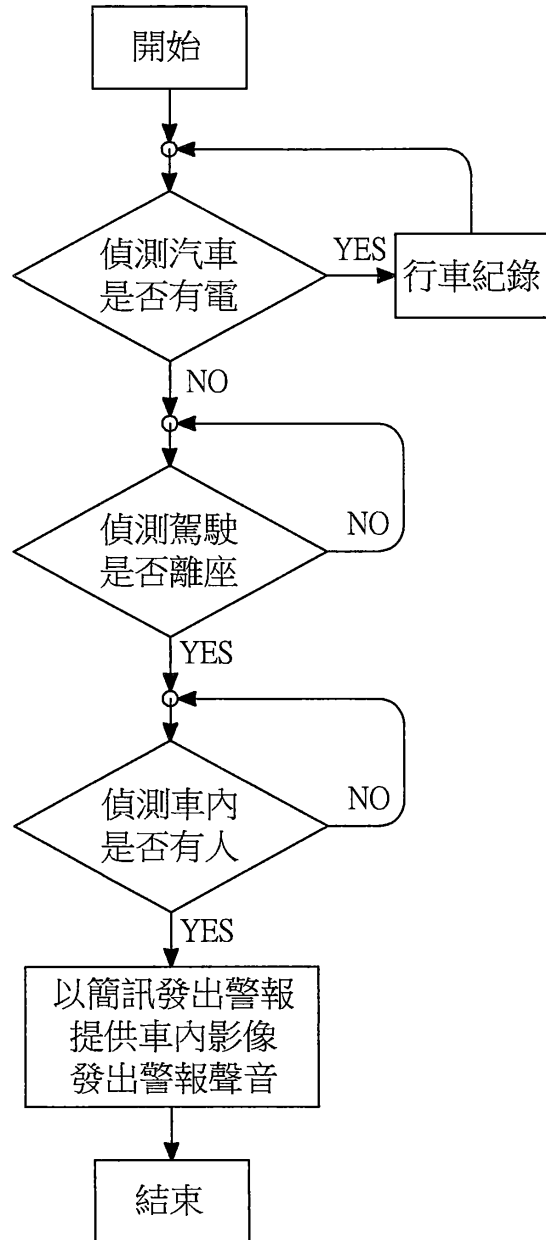 開始
偵測汽車
是否有電
YES
行車紀錄
NO
偵測駕駛
是否離座
NO
YES
偵測車內
是否有人
NO
YES
以簡訊發出警報
提供車內影像
發出警報聲音
結束